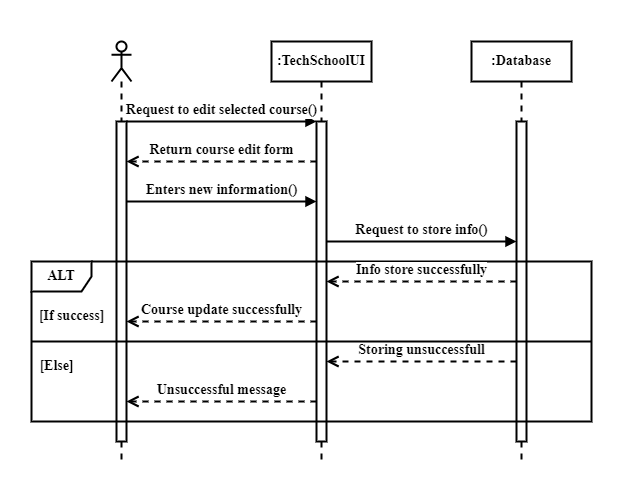 :TechSchoolUI
:Database
Request to edit selected course()
Return course edit form
Enters new information()
Request to store info()
ALT
Info store successfully
[If success]
Course update successfully
Storing unsuccessfull
[Else]
Unsuccessful message